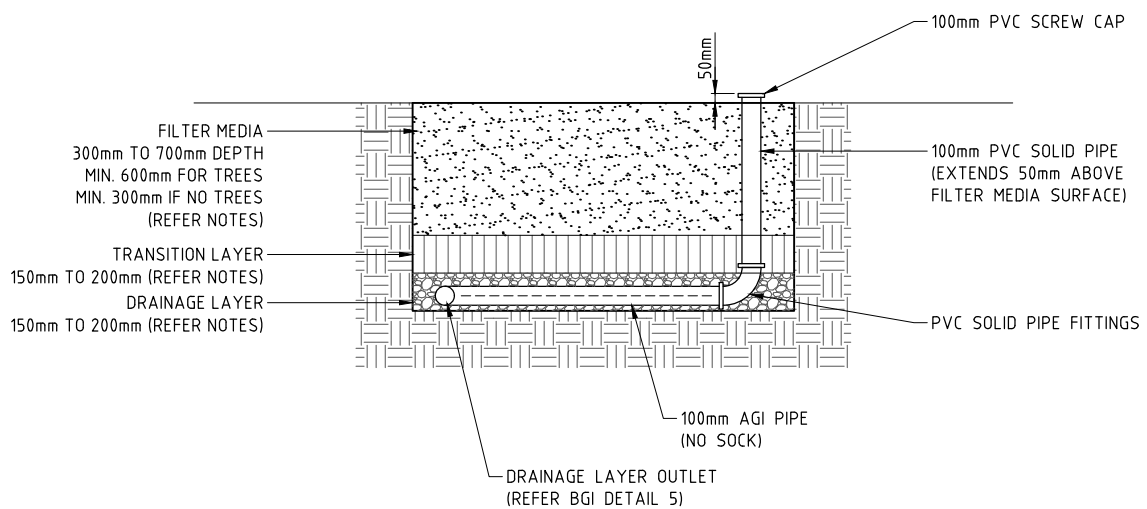 100mm PVC SCREW CAP
50mm
FILTER MEDIA
300mm TO 700mm DEPTH
MIN. 600mm FOR TREES
MIN. 300mm IF NO TREES
(REFER NOTES)
100mm PVC SOLID PIPE
(EXTENDS 50mm ABOVE
FILTER MEDIA SURFACE)
TRANSITION LAYER
150mm TO 200mm (REFER NOTES)
DRAINAGE LAYER
150mm TO 200mm (REFER NOTES)
PVC SOLID PIPE FITTINGS
100mm AGI PIPE
(NO SOCK)
DRAINAGE LAYER OUTLET
(REFER BGI DETAIL 5)